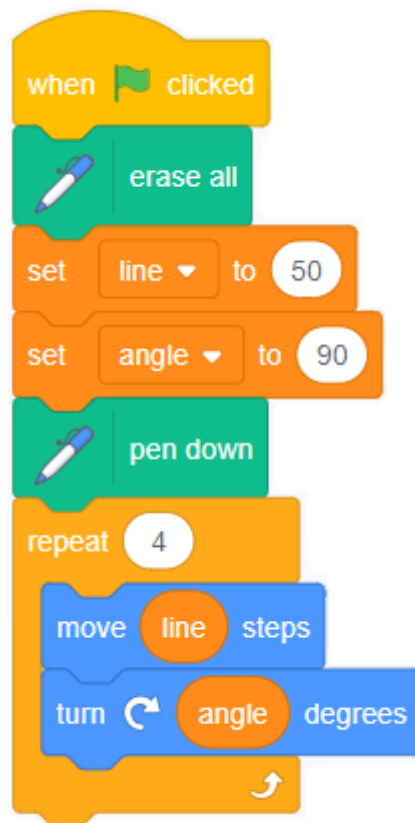 when clicked
erase all
set line to 50
set angle to 90
pen down
repeat 4
move line steps
turn angle degrees